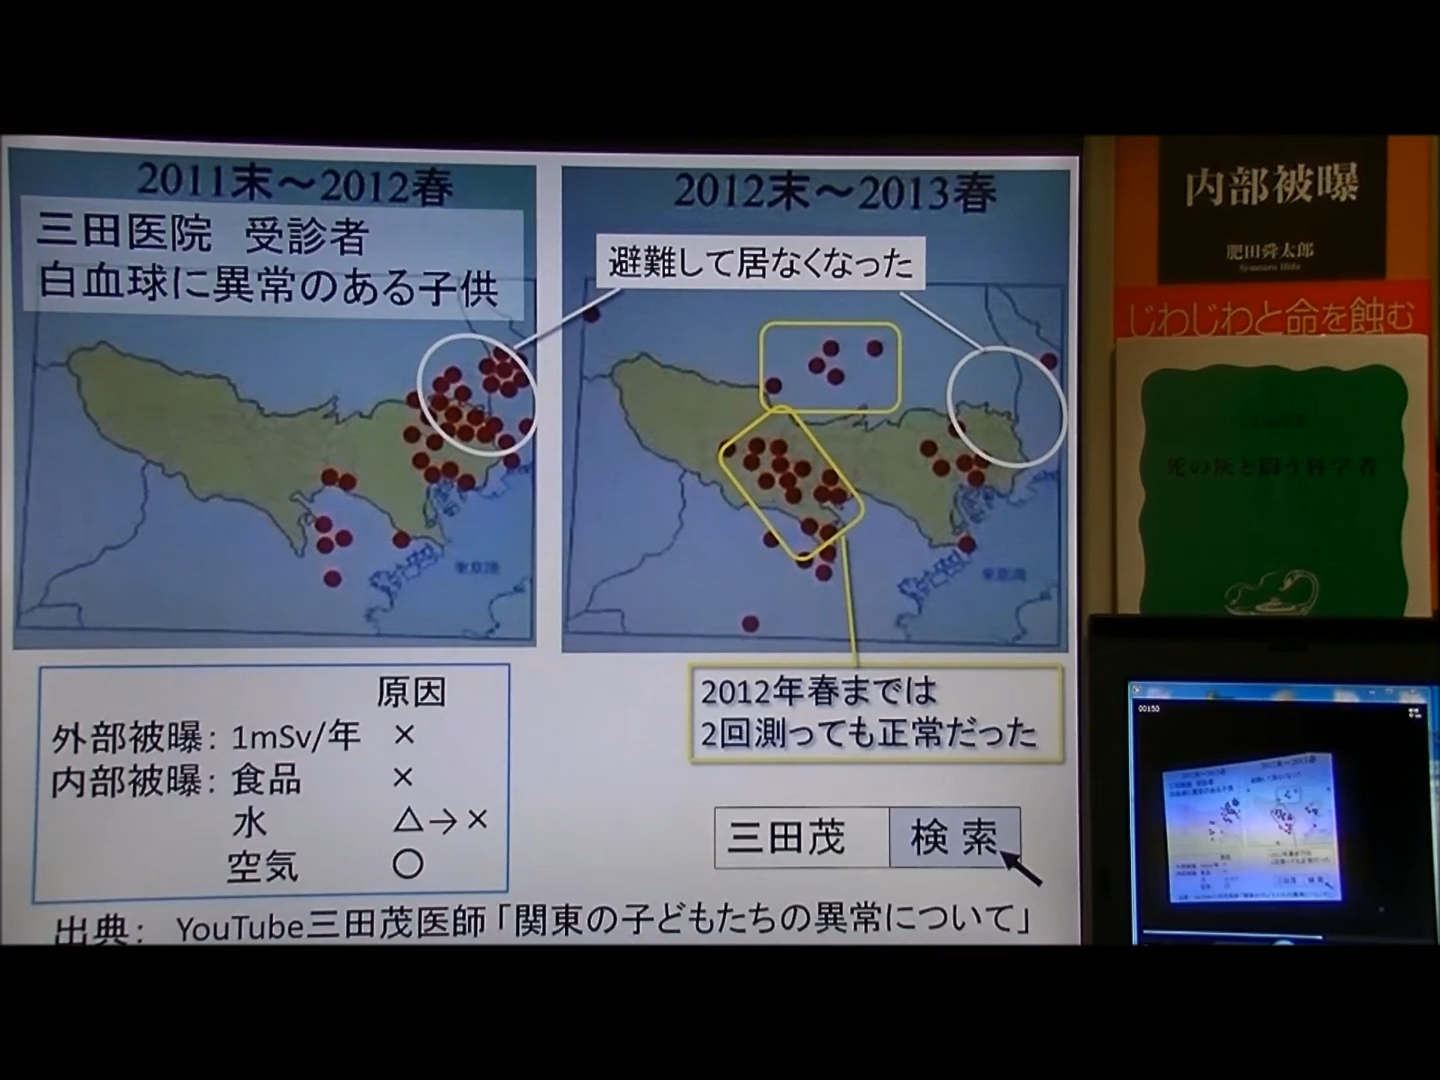 2011末～2012春
三田医院 受診者
白血球に異常のある子供
東京湾
2012末～2013春
避難して居なくなった
東京湾
2012年春までは
2回測っても正常だった
原因
外部被曝：1mSv/年 ×
内部被曝：食品 ×
水 △→×
空気 ○
三田茂 検索
出典： YouTube三田茂医師「関東の子どもたちの異常について」
内部被曝
肥田舜太郎
Syuntaro Hida
じわじわと命を蝕む
死の灰と闘う科学者
00150